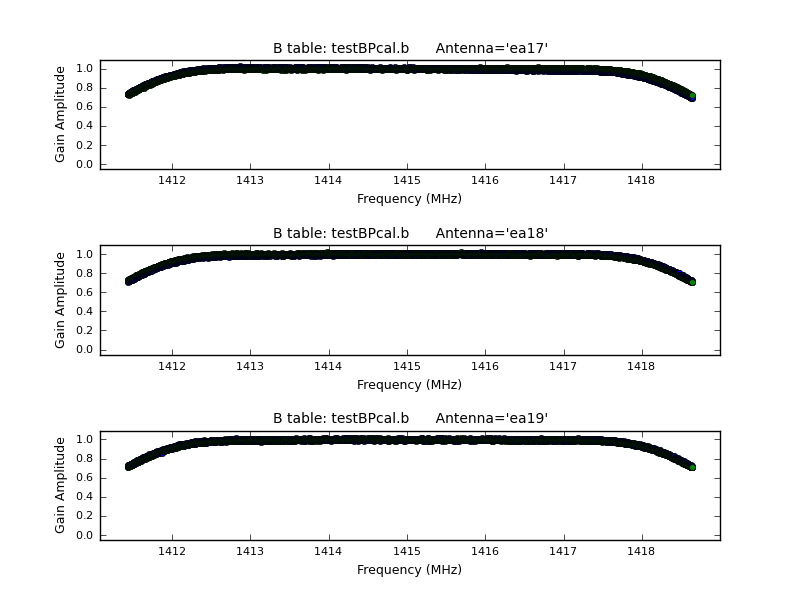 B table: testBPcal.b      Antenna='ea17'
1.0
0.8
0.6
0.4
0.2
0.0
Gain Amplitude
1412 1413 1414 1415 1416 1417 1418
Frequency (MHz)
B table: testBPcal.b      Antenna='ea18'
1.0
0.8
0.6
0.4
0.2
0.0
Gain Amplitude
1412 1413 1414 1415 1416 1417 1418
Frequency (MHz)
B table: testBPcal.b      Antenna='ea19'
1.0
0.8
0.6
0.4
0.2
0.0
Gain Amplitude
1412 1413 1414 1415 1416 1417 1418
Frequency (MHz)